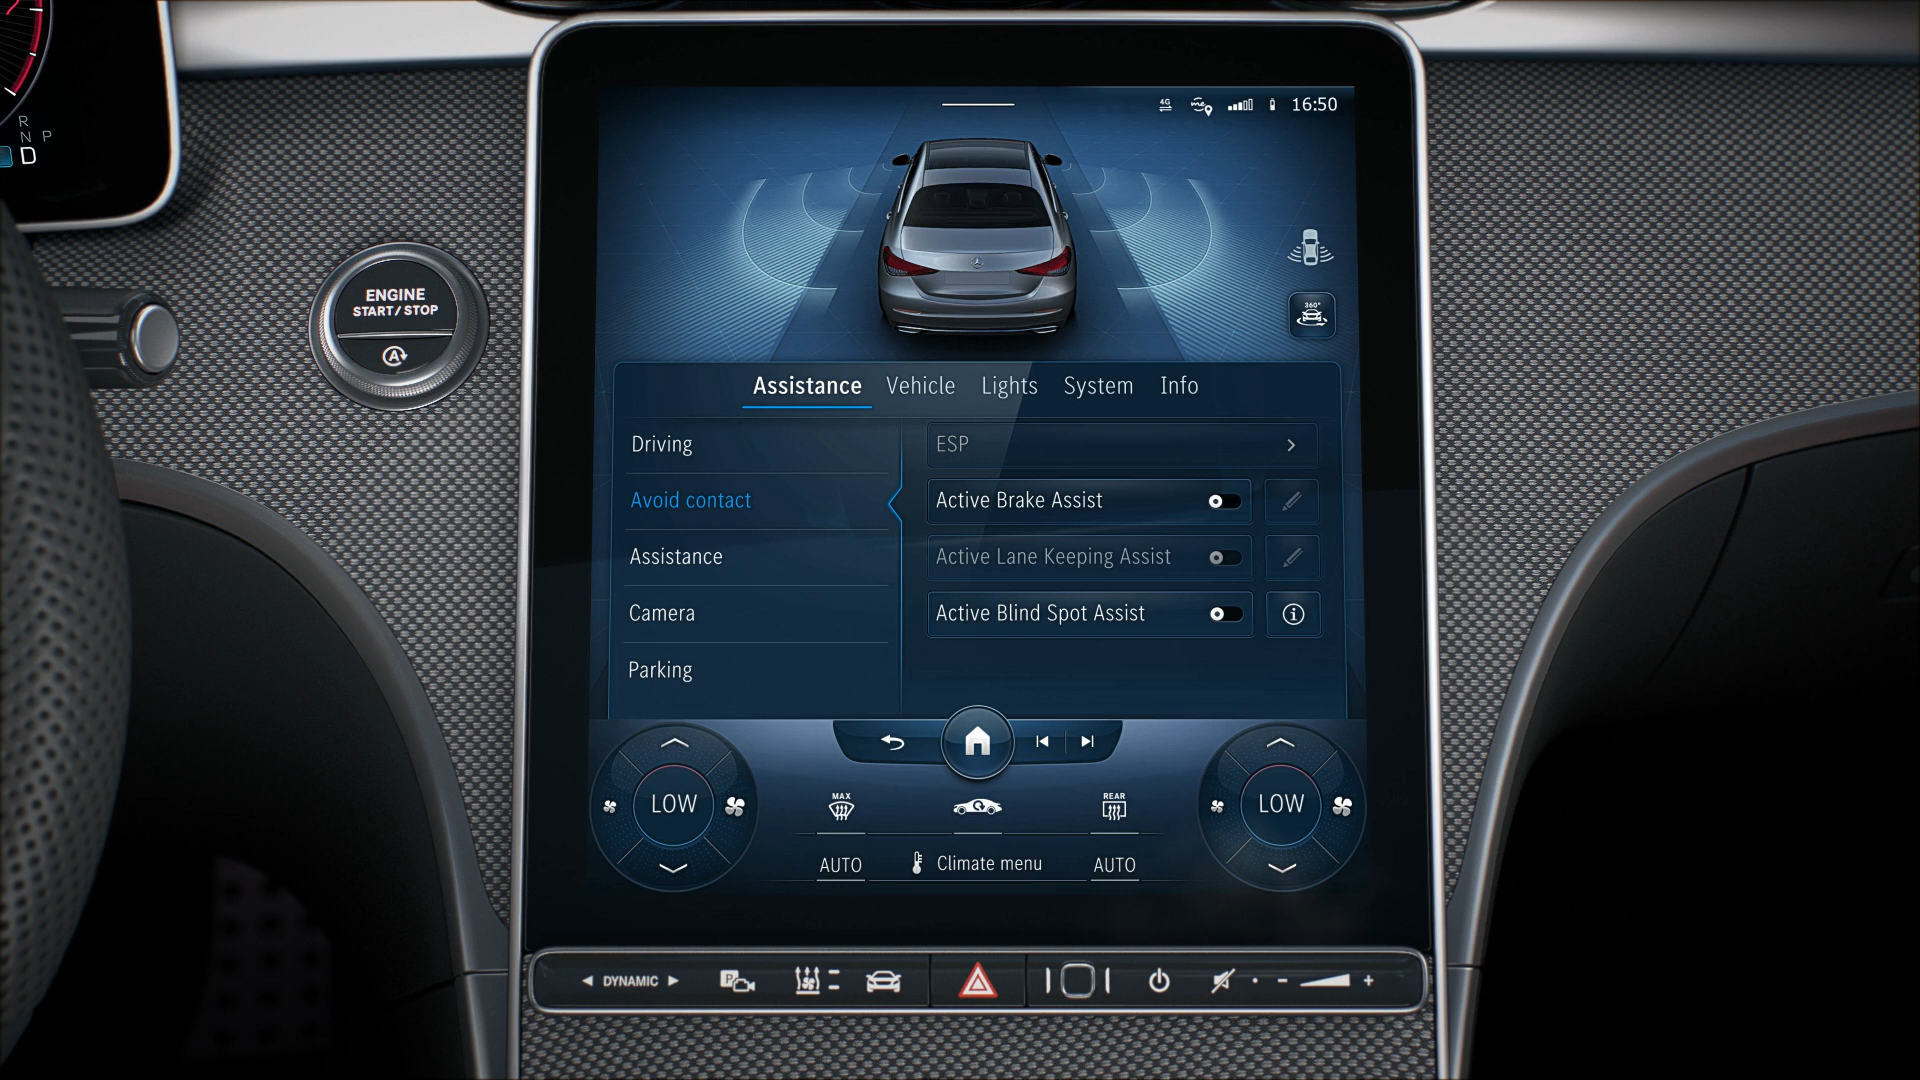 R
N P
D
4G
me
16:50
ENGINE
START/STOP
A
360°
Assistance Vehicle Lights System Info
Driving
Avoid contact
Assistance
Camera
Parking
ESP
Active Brake Assist
Active Lane Keeping Assist
Active Blind Spot Assist
LOW
LOW
MAX
REAR
AUTO
Climate menu
AUTO
DYNAMIC
P